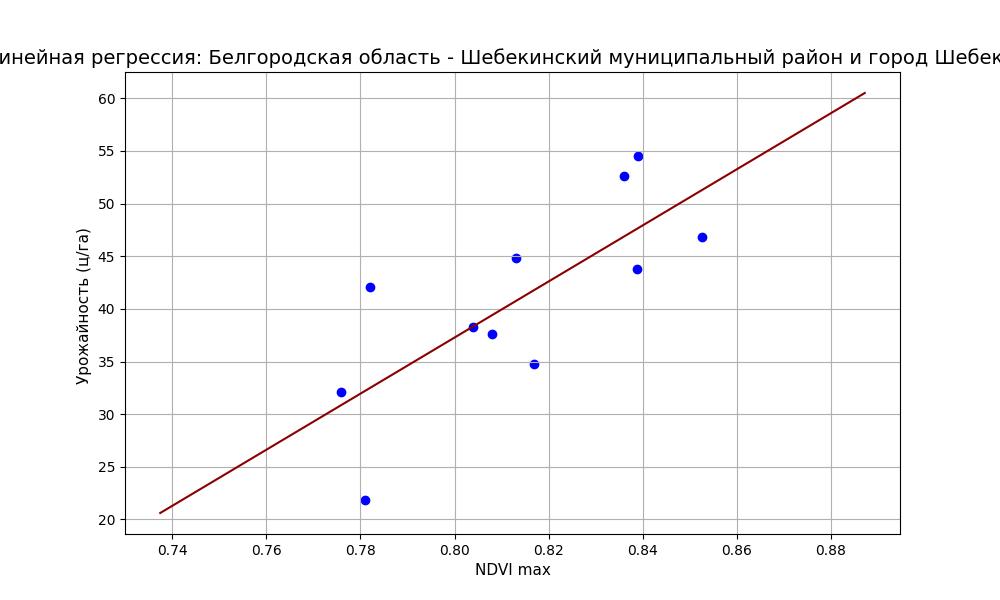 инейная регрессия: Белгородская область - Шебекинский муниципальный район и город Шебек
60
55
50
45
40
35
30
25
20
Урожайность (ц/га)
0.74 0.76 0.78 0.80 0.82 0.84 0.86 0.88
NDVI max